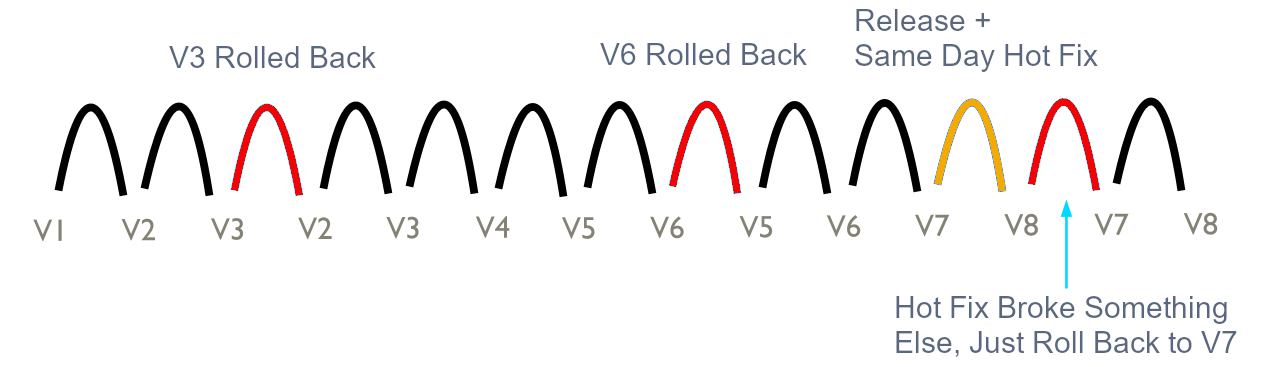 V3 Rolled Back
V6 Rolled Back
Release +
Same Day Hot Fix
V1 V2 V3 V2 V3 V4 V5 V6 V5 V6 V7 V8 V7 V8
Hot Fix Broke Something
Else, Just Roll Back to V7